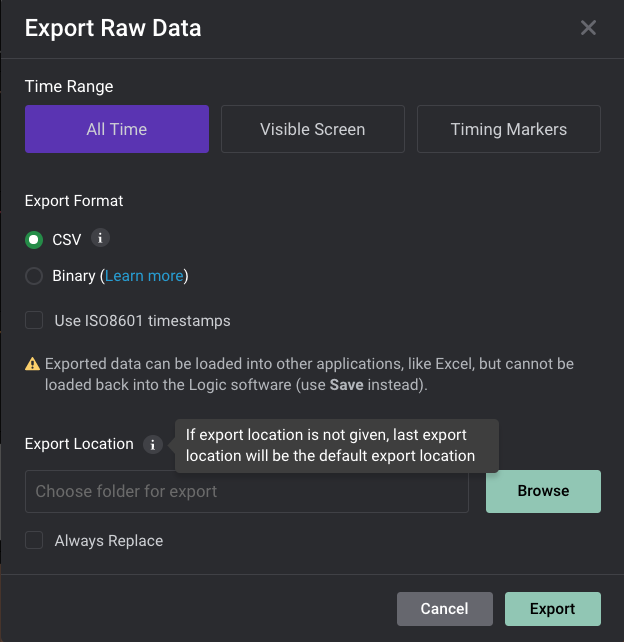 Export Raw Data
Time Range
All Time
Visible Screen
Timing Markers
Export Format
CSV
Binary (Learn more)
Use ISO8601 timestamps
Exported data can be loaded into other applications, like Excel, but cannot be
loaded back into the Logic software (use Save instead).
Export Location
If export location is not given, last export
location will be the default export location
Choose folder for export
Browse
Always Replace
Cancel
Export